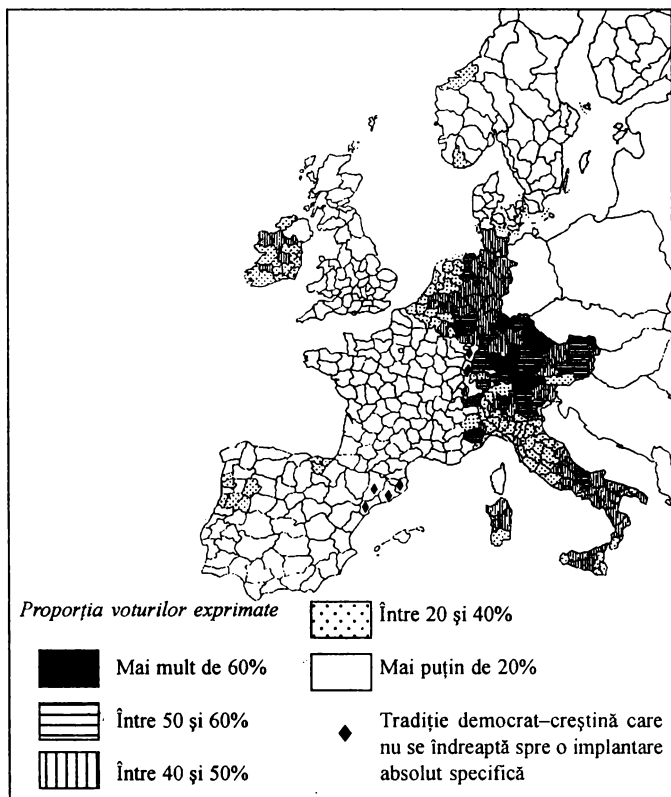 Proporția voturilor exprimate
Mai mult de 60%
Între 50 și 60%
Între 40 și 50%
Între 20 și 40%
Mai puțin de 20%
Tradiție democrat–creștină care
nu se îndreaptă spre o implantare
absolut specifică